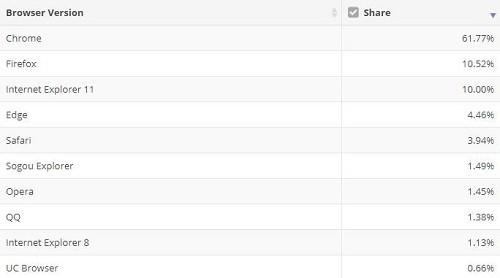 Browser Version Share
Chrome 61.77%
Firefox 10.52%
Internet Explorer 11 10.00%
Edge 4.46%
Safari 3.94%
Sogou Explorer 1.49%
Opera 1.45%
QQ 1.38%
Internet Explorer 8 1.13%
UC Browser 0.66%